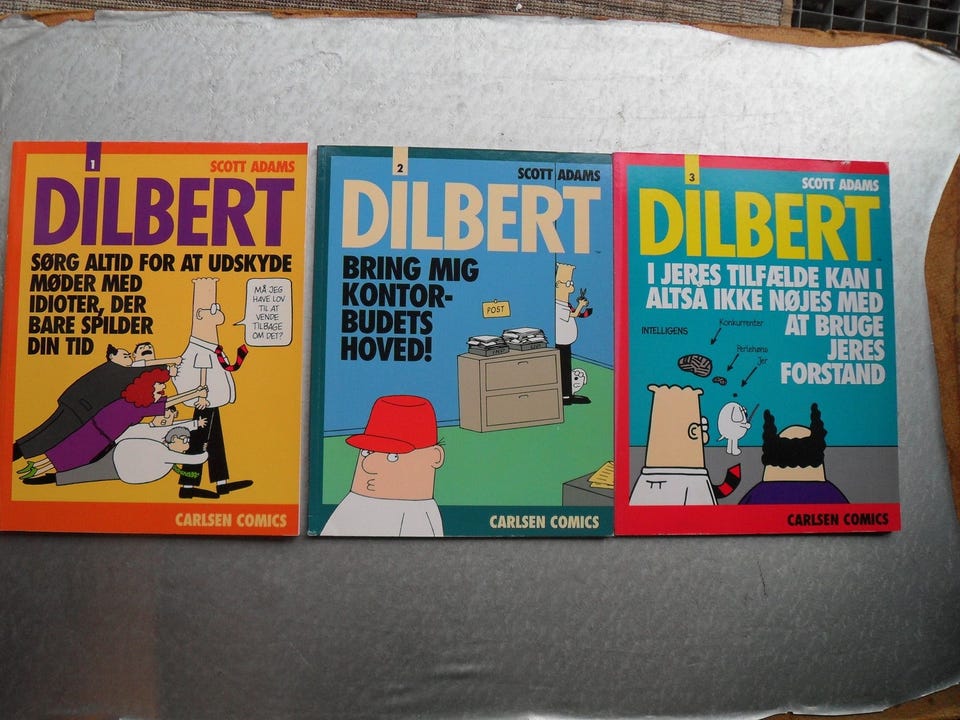 1
SCOTT ADAMS
DILBERT
SØRG ALTID FOR AT UDSKYDE
MØDER MED
IDIOTER, DER
BARE SPILDER
DIN TID
MÅ JEG
HAVE LOV
TIL AT
VENDE
TILBAGE
OM DET?
CARLSEN COMICS
2
SCOTT ADAMS
DILBERT
BRING MIG
KONTOR-
BUDETS
HOVED!
POST
CARLSEN COMICS
3
SCOTT ADAMS
DILBERT
I JERES TILFÆLDE KAN I
ALTSÅ IKKE NØJES MED
AT BRUGE
JERES
FORSTAND
INTELLIGENS
Konkurrenter
Perlehøns
Jer
CARLSEN COMICS